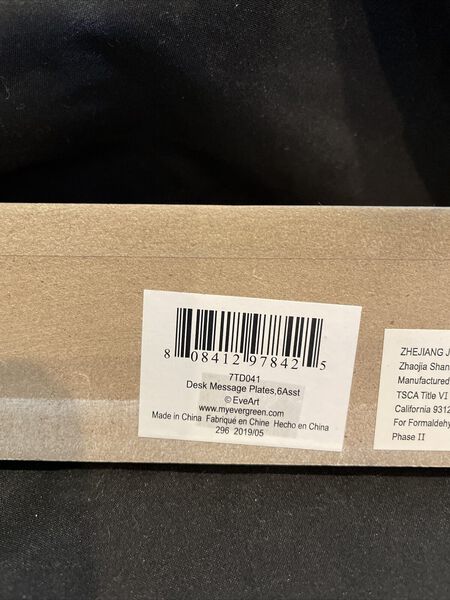 8 08412 97842 5
7TD041
Desk Message Plates,6Asst
© EveArt
www.myevergreen.com
Made in China Fabriqué en Chine Hecho en China
296 2019/05
ZHEJIANG J
Zhaojia Shan
Manufactured
TSCA Title VI
California 9312
For Formaldehy
Phase II